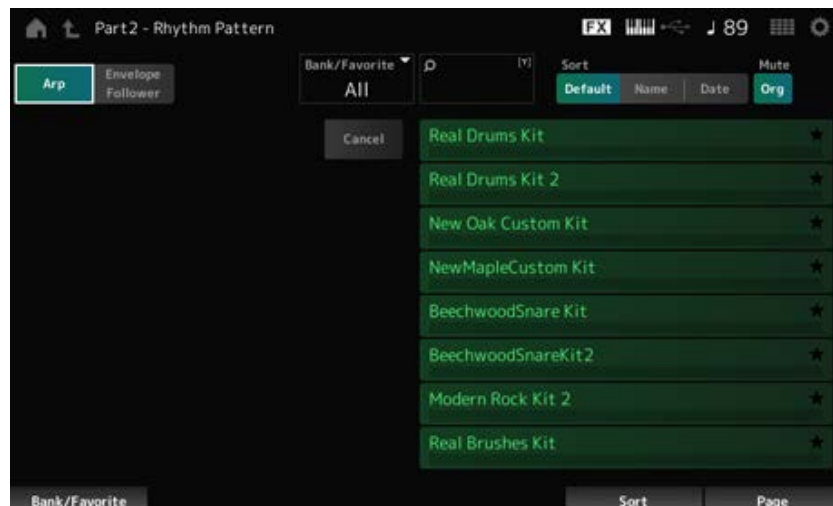 Part2 - Rhythm Pattern
FX
♩ 89
Arp
Envelope
Follower
Bank/Favorite
All
[Y]
Sort
Default Name Date
Mute
Org
Cancel
Real Drums Kit
Real Drums Kit 2
New Oak Custom Kit
NewMapleCustom Kit
BeechwoodSnare Kit
BeechwoodSnareKit2
Modern Rock Kit 2
Real Brushes Kit
Bank/Favorite
Sort
Page